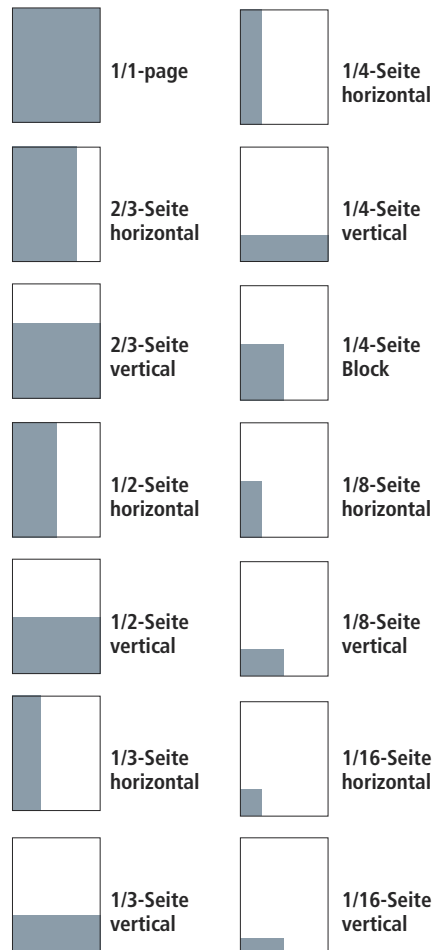 1/1-page
2/3-Seite
horizontal
2/3-Seite
vertical
1/2-Seite
horizontal
1/2-Seite
vertical
1/3-Seite
horizontal
1/3-Seite
vertical
1/4-Seite
horizontal
1/4-Seite
vertical
1/4-Seite
Block
1/8-Seite
horizontal
1/8-Seite
vertical
1/16-Seite
horizontal
1/16-Seite
vertical